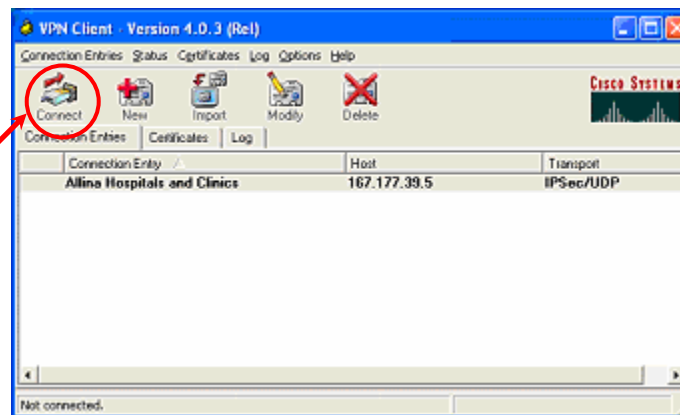 VPN Client - Version 4.0.3 (Rel)
Connection Entries Status Certificates Log Options Help
Connect New Import Modify Delete
CISCO SYSTEMS
Connection Entries Certificates Log
Connection Entry Host Transport
Allina Hospitals and Clinics 167.177.39.5 IPSec/UDP
Not connected.